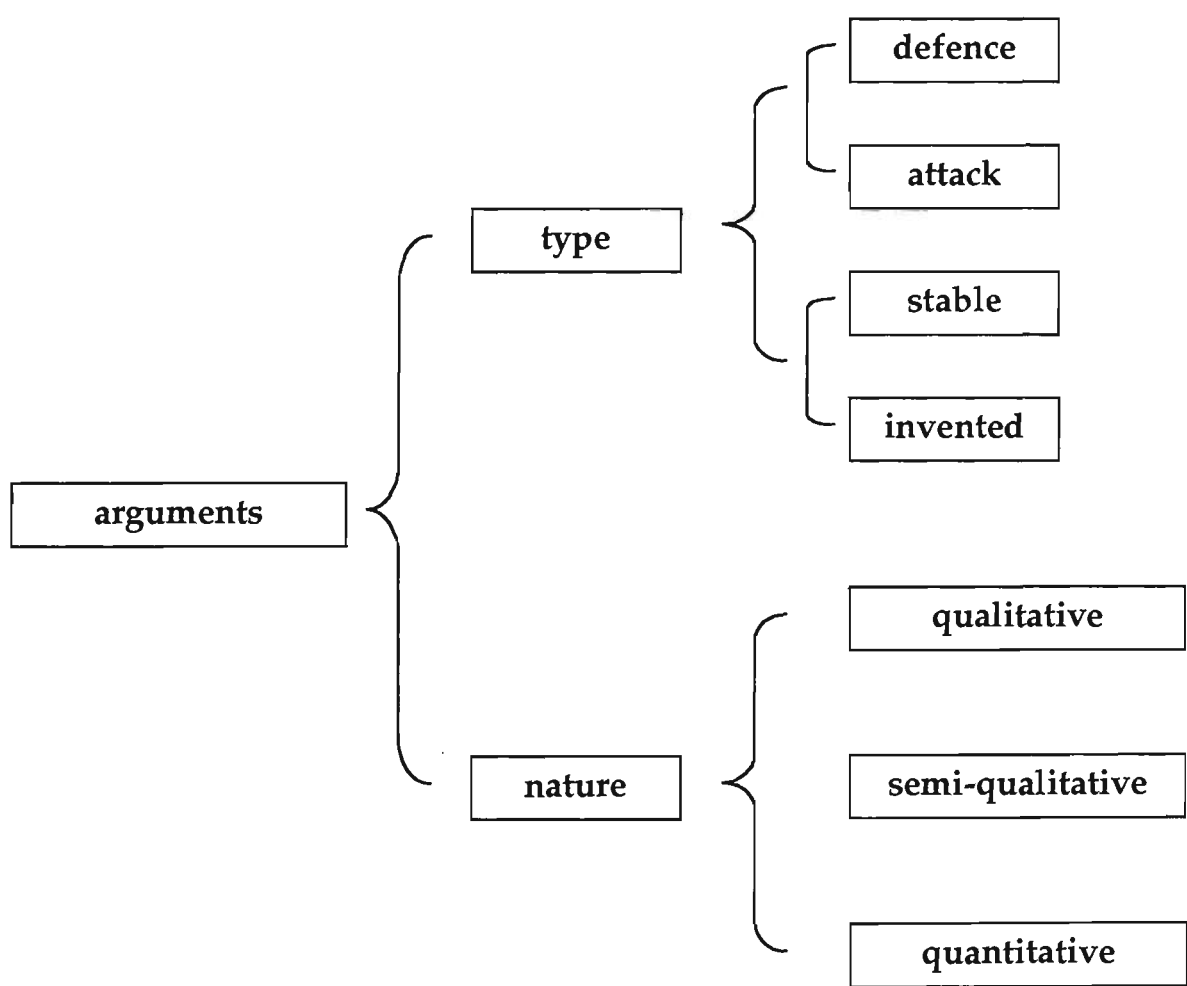 defence
attack
type
stable
invented
arguments
qualitative
nature
semi-qualitative
quantitative